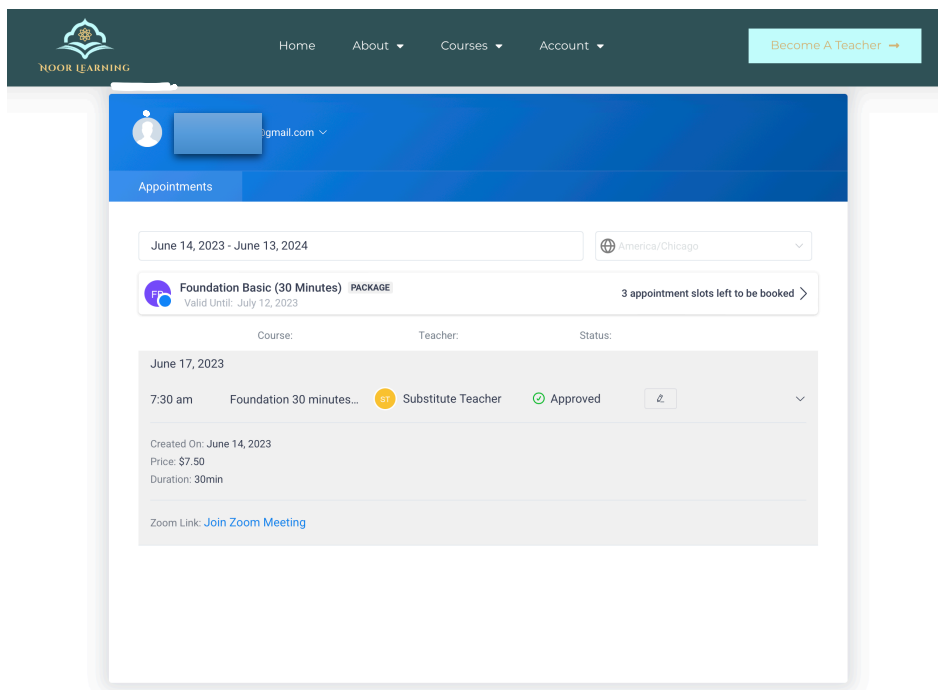 Home About Courses Account Become A Teacher →
NOOR LEARNING
@gmail.com
Appointments
June 14, 2023 - June 13, 2024 America/Chicago
Foundation Basic (30 Minutes) PACKAGE
FB 3 appointment slots left to be booked
Valid Until: July 12, 2023
Course: Teacher: Status:
June 17, 2023
7:30 am Foundation 30 minutes... ST Substitute Teacher Approved
Created On: June 14, 2023
Price: $7.50
Duration: 30min
Zoom Link: Join Zoom Meeting